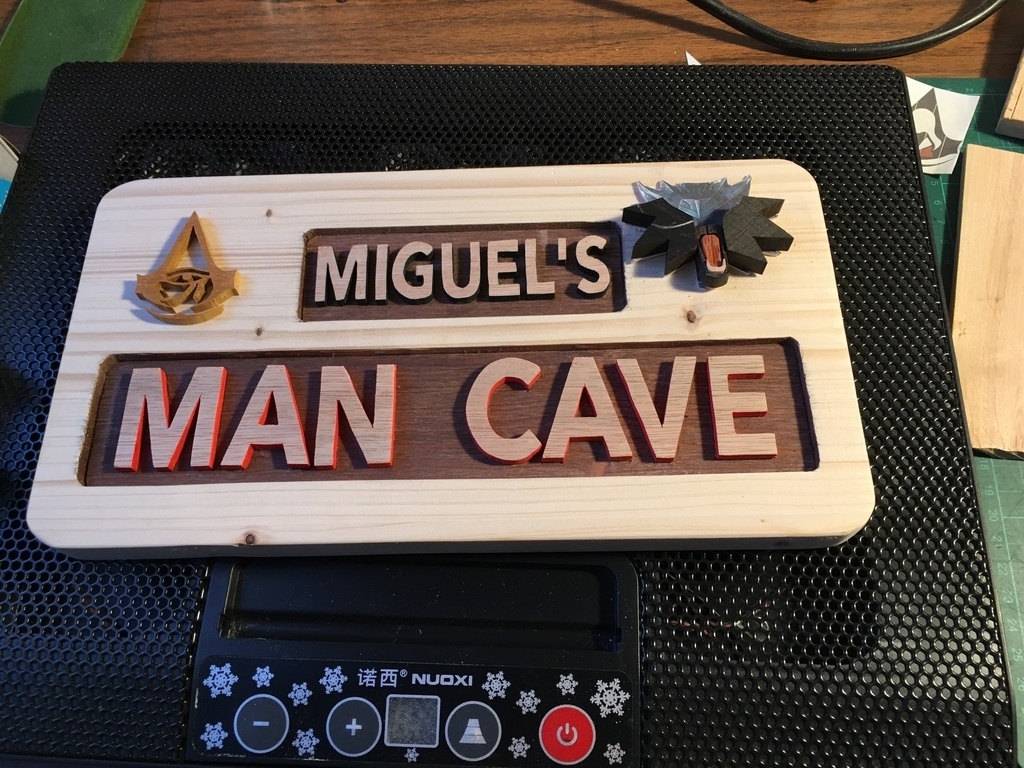 MIGUEL'S
MAN CAVE
诺西® NUOXI
- +